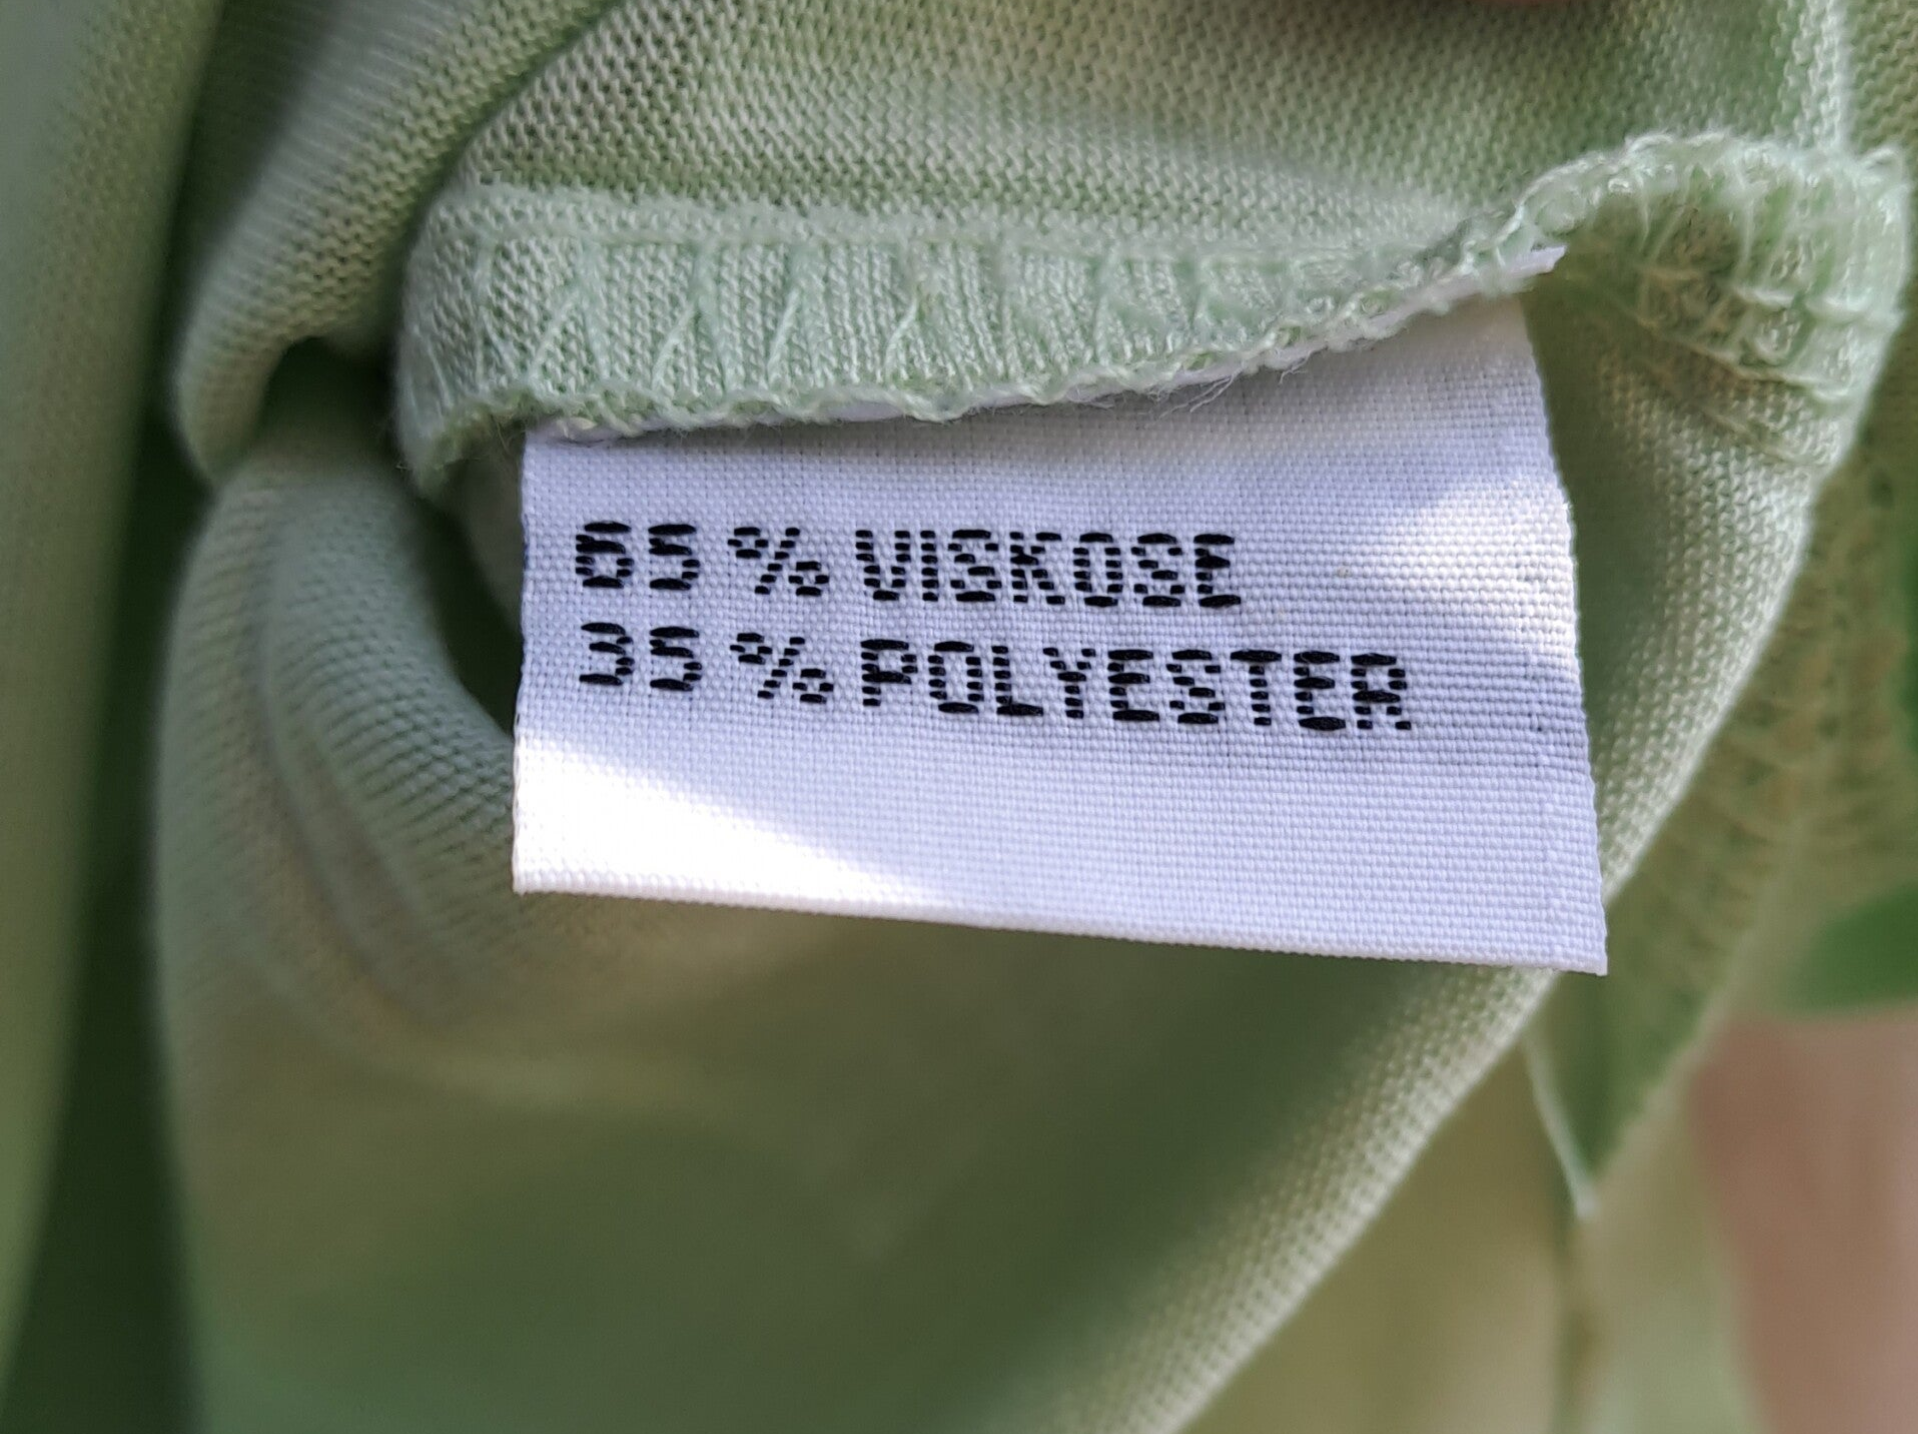 65 % VISKOSE
35 % POLYESTER